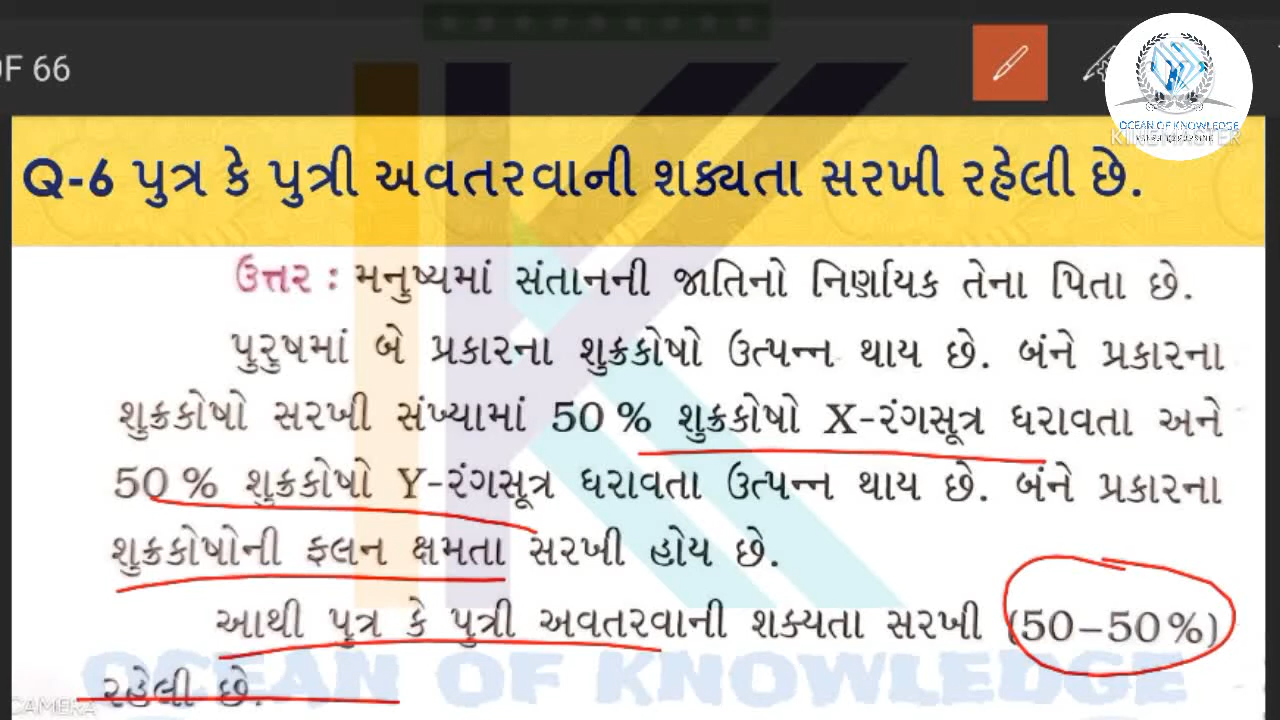 OF 66
OCEAN OF KNOWLEDGE
KINEMASTER
Q-6 પુત્ર કે પુત્રી અવતરવાની શક્યતા સરખી રહેલી છે.
ઉત્તર : મનુષ્યમાં સંતાનની જાતિનો નિર્ણાયક તેના પિતા છે.
પુરુષમાં બે પ્રકારના શુક્રકોષો ઉત્પન્ન થાય છે. બંને પ્રકારના
શુક્રકોષો સરખી સંખ્યામાં 50 % શુક્રકોષો X-રંગસૂત્ર ધરાવતા અને
50 % શુક્રકોષો Y-રંગસૂત્ર ધરાવતા ઉત્પન્ન થાય છે. બંને પ્રકારના
શુક્રકોષોની ફલન ક્ષમતા સરખી હોય છે.
આથી પુત્ર કે પુત્રી અવતરવાની શક્યતા સરખી (50–50%)
રહેલી છે.
OCEAN OF KNOWLEDGE
CAMERA